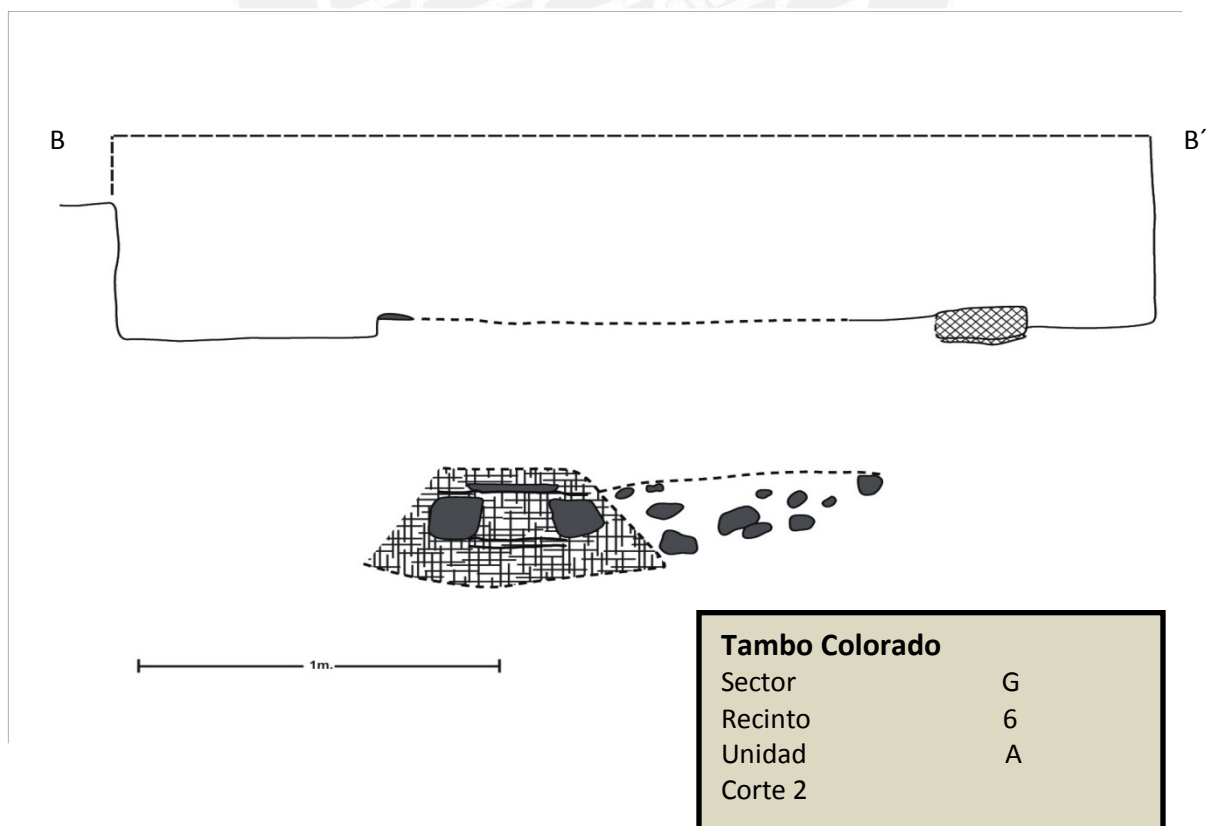 B B´
1m.
Tambo Colorado
Sector G
Recinto 6
Unidad A
Corte 2